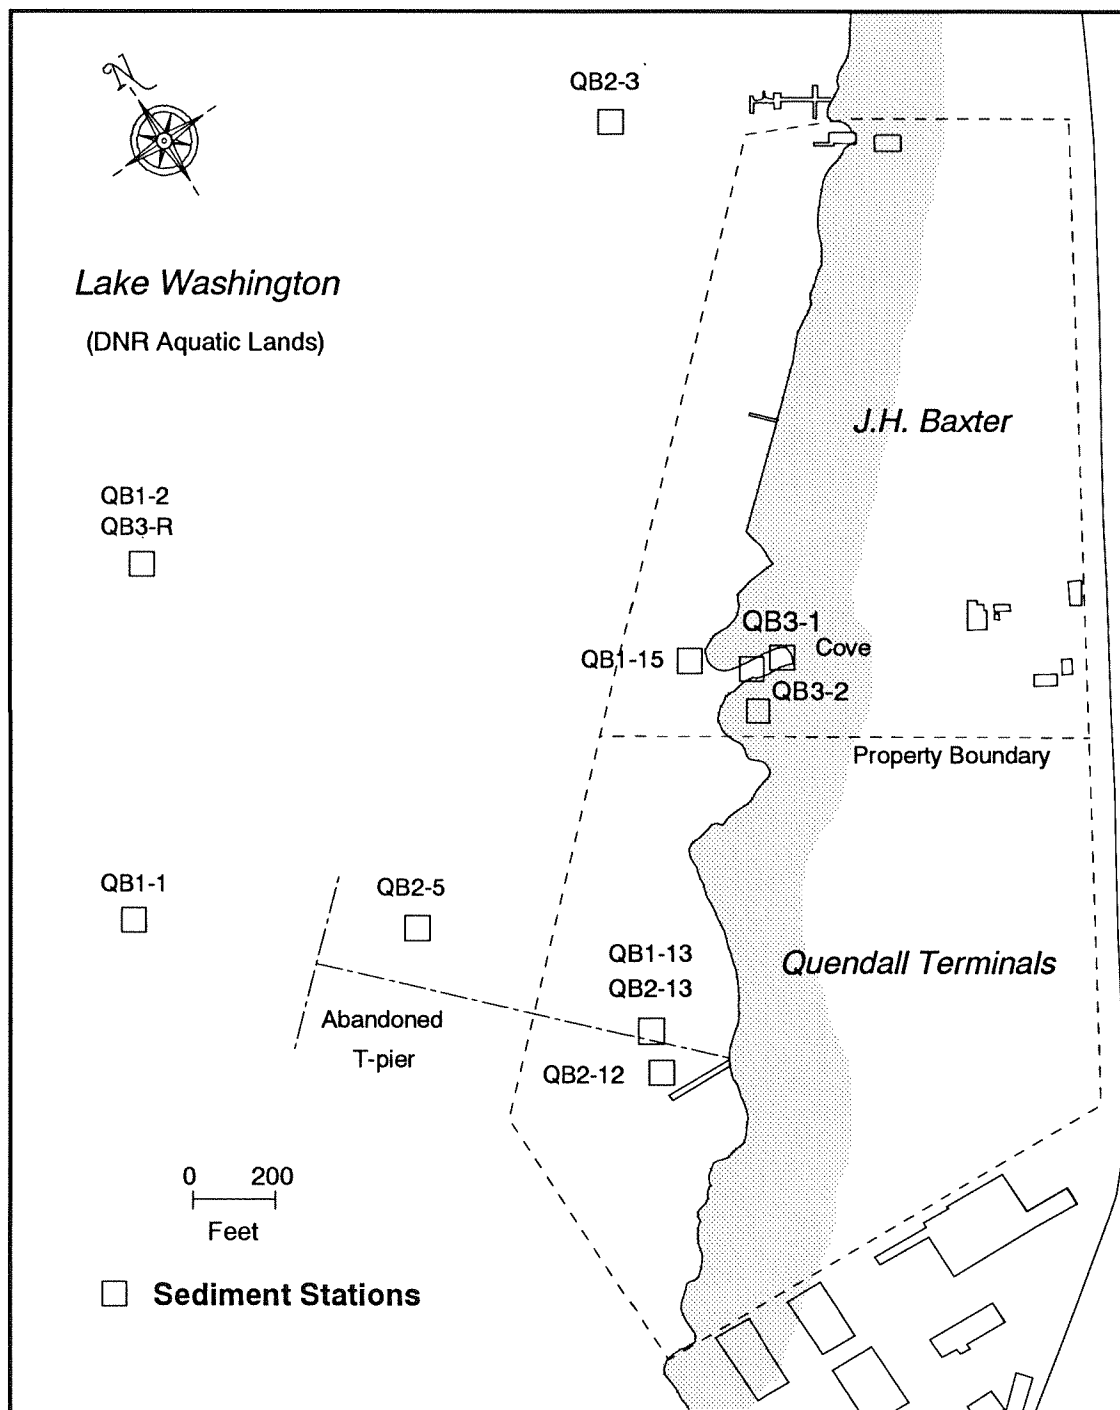 N
QB2-3
Lake Washington
(DNR Aquatic Lands)
J.H. Baxter
QB1-2
QB3-R
QB3-1
Cove
QB1-15
QB3-2
Property Boundary
QB1-1
QB2-5
QB1-13
QB2-13
Quendall Terminals
Abandoned
T-pier
QB2-12
0 200
Feet
Sediment Stations